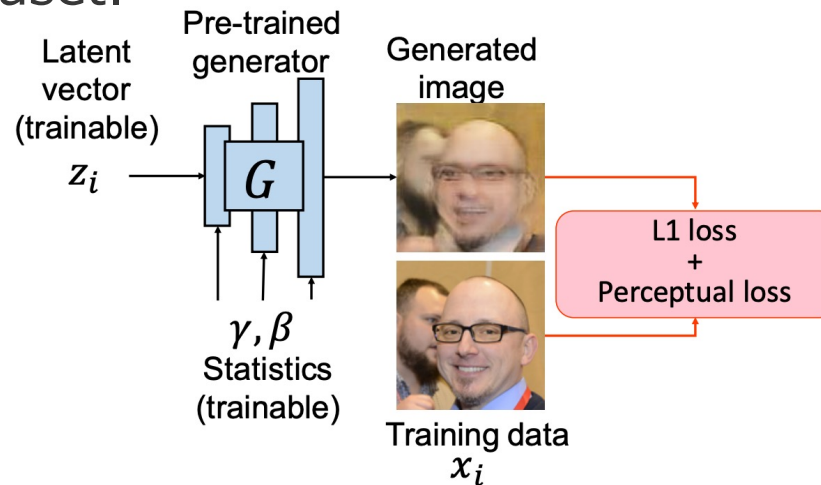 Pre-trained
generator
Latent
vector
(trainable)
Generated
image
z_i
G
L1 loss
+
Perceptual loss
γ, β
Statistics
(trainable)
Training data
x_i